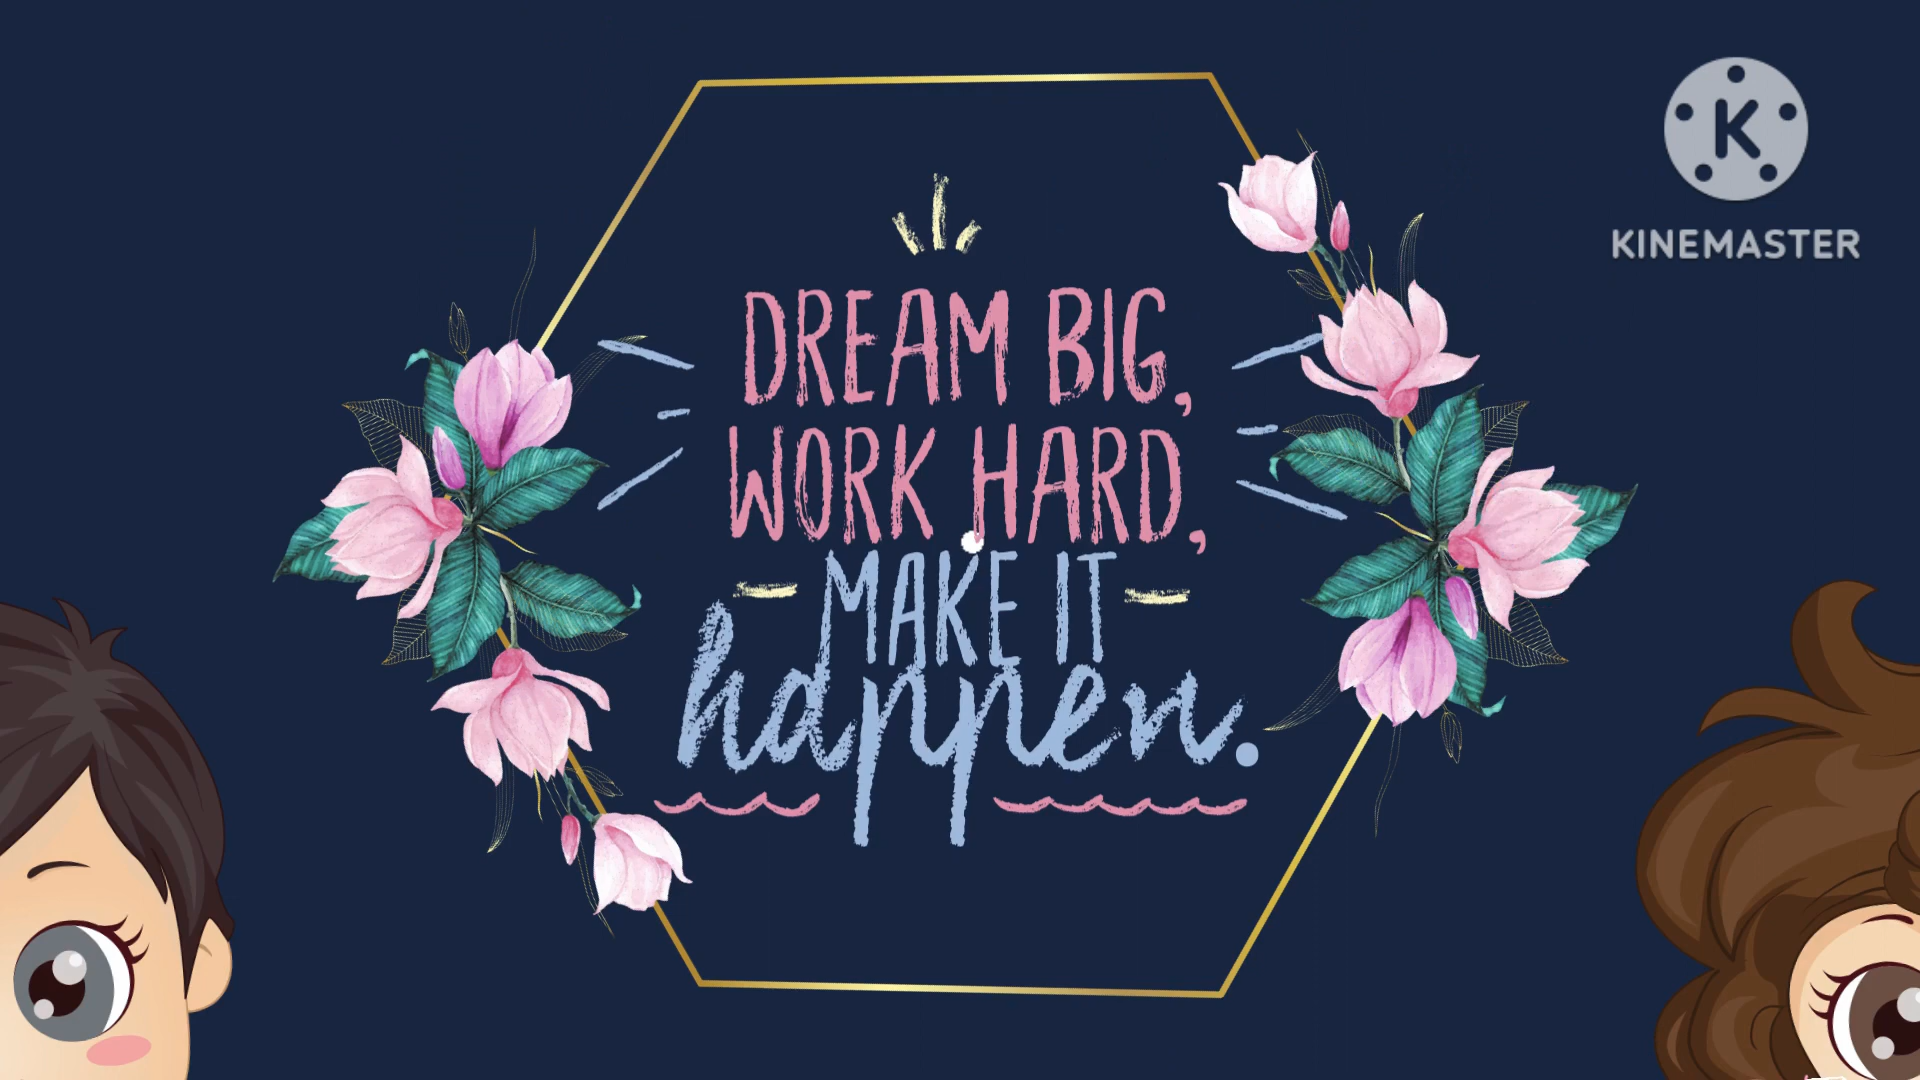 DREAM BIG,
WORK HARD,
MAKE IT
happen.
K
KINEMASTER